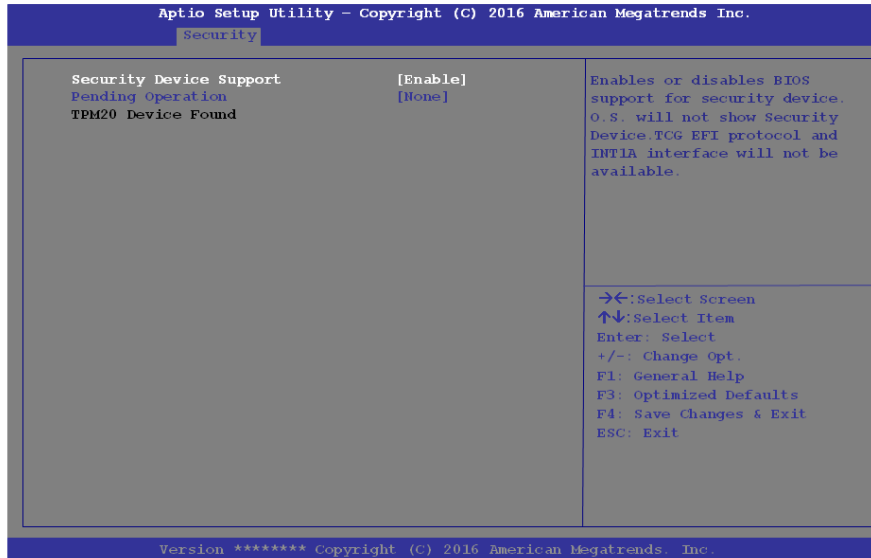 Aptio Setup Utility – Copyright (C) 2016 American Megatrends Inc.
Security
Security Device Support [Enable]
Pending Operation [None]
TPM20 Device Found
Enables or disables BIOS
support for security device.
O.S. will not show Security
Device.TCG EFI protocol and
INT1A interface will not be
available.
→←:Select Screen
↑↓:Select Item
Enter: Select
+/-: Change Opt.
F1: General Help
F3: Optimized Defaults
F4: Save Changes & Exit
ESC: Exit
Version ******** Copyright (C) 2016 American Megatrends. Inc.